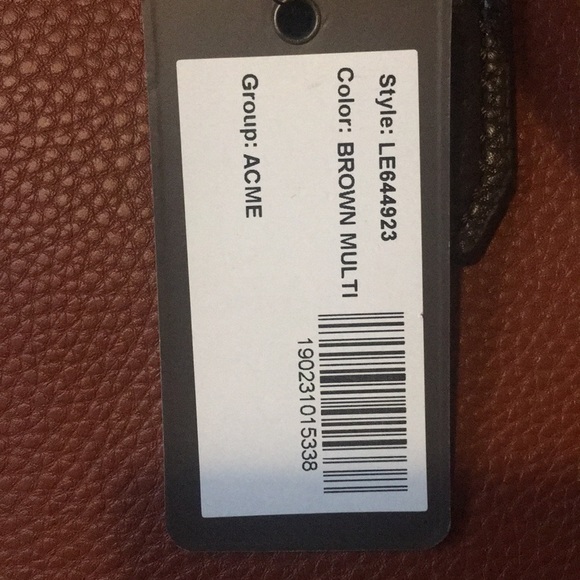 Style: LE644923
Color: BROWN MULTI
Group: ACME
190231015338